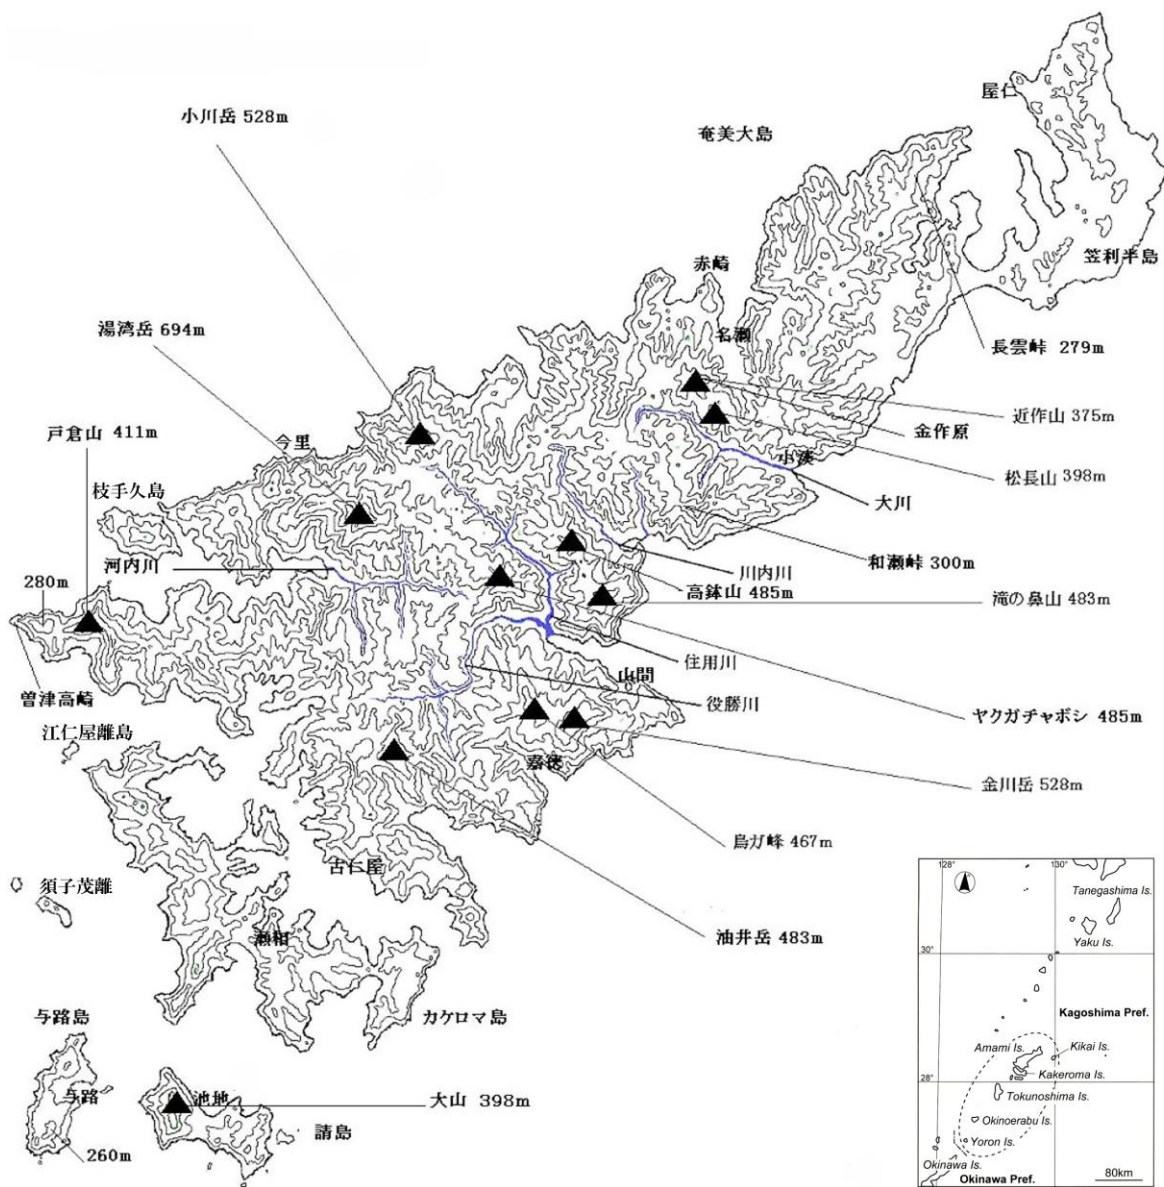 屋仁
小川岳 528m
奄美大島
笠利半島
赤崎
湯湾岳 694m
名瀬
長雲峠 279m
近作山 375m
戸倉山 411m
今里
金作原
小湊
松長山 398m
枝手久島
大川
河内川
和瀬峠 300m
川内川
280m
高鉢山 485m
滝の鼻山 483m
住用川
山間
曽津高崎
役勝川
ヤクガチャボシ 485m
江仁屋離島
嘉徳
金川岳 528m
鳥ガ峰 467m
古仁屋
須子茂離
瀬相
油井岳 483m
与路島
カケロマ島
与路
池地
大山 398m
請島
260m
128°
130°
Tanegashima Is.
Yaku Is.
30°
Kagoshima Pref.
Amami Is.
Kikai Is.
Kakeroma Is.
28°
Tokunoshima Is.
Okinoerabu Is.
Yoron Is.
Okinawa Is.
Okinawa Pref.
80km